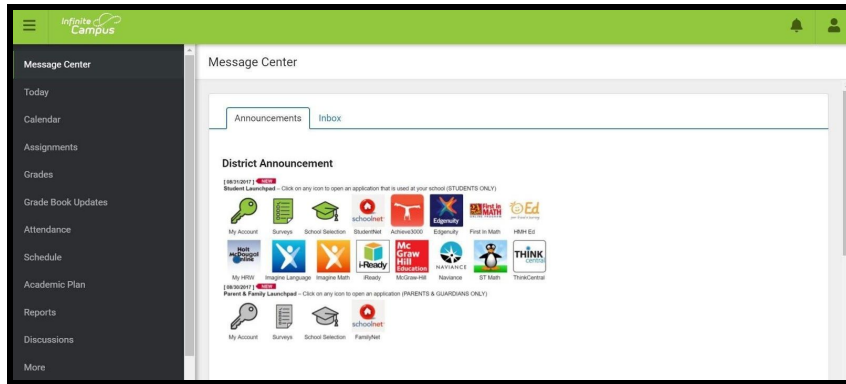 Infinite
Campus
Message Center
Today
Calendar
Assignments
Grades
Grade Book Updates
Attendance
Schedule
Academic Plan
Reports
Discussions
More
Message Center
Announcements Inbox
District Announcement
[ 08/31/2017 ] NEW
Student Launchpad – Click on any icon to open an application that is used at your school (STUDENTS ONLY)
schoolnet Edgenuity First in MATH Ed
My Account Surveys School Selection StudentNet Achieve3000 Edgenuity First In Math HMH Ed
Holt McDougal Online i-Ready Mc Graw Hill Education NAVIANCE THINK central
My HRW Imagine Language Imagine Math iReady McGraw-Hill Naviance ST Math ThinkCentral
[ 08/30/2017 ] NEW
Parent & Family Launchpad – Click on any icon to open an application (PARENTS & GUARDIANS ONLY)
schoolnet
My Account Surveys School Selection FamilyNet